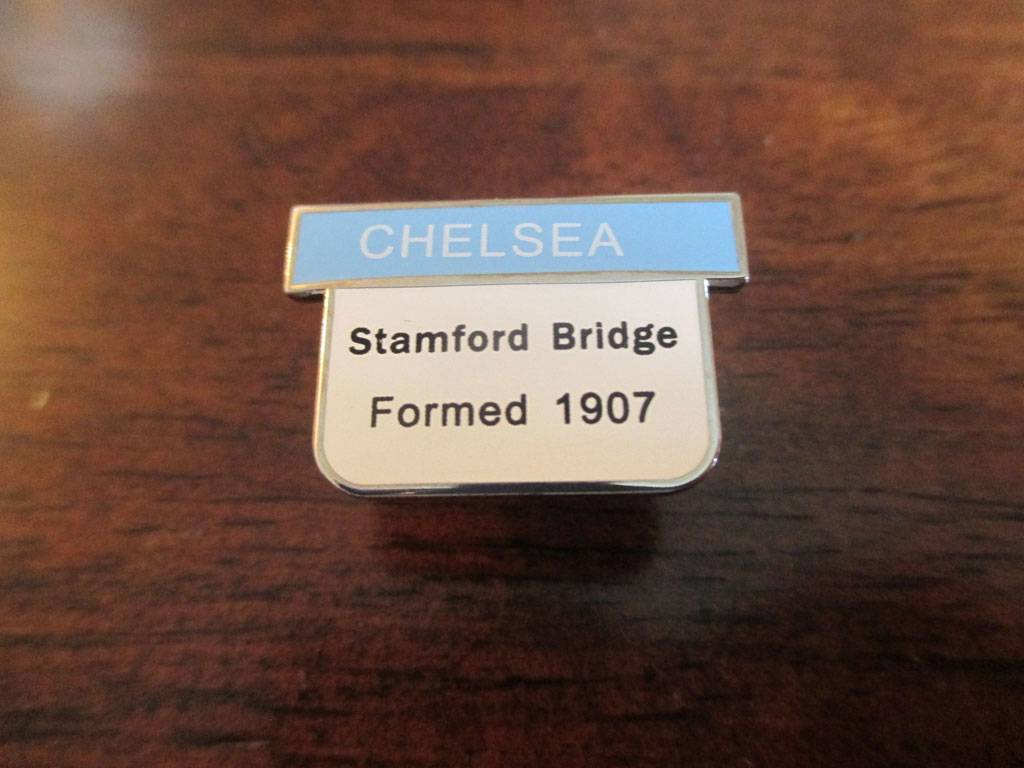 CHELSEA
Stamford Bridge
Formed 1907